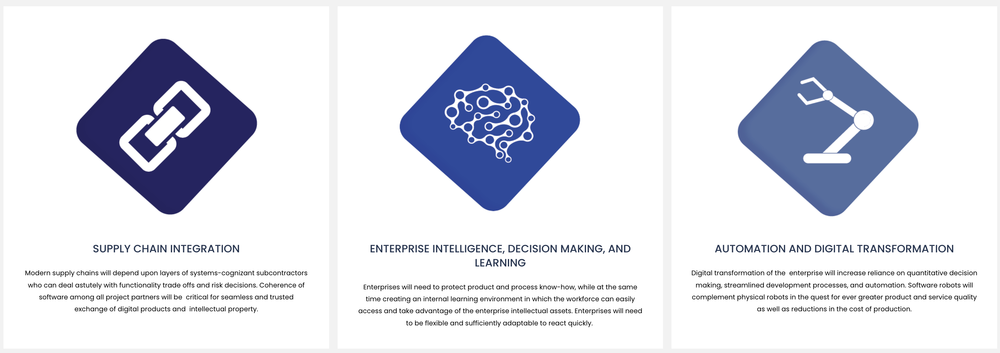 SUPPLY CHAIN INTEGRATION
Modern supply chains will depend upon layers of systems-cognizant subcontractors
who can deal astutely with functionality trade offs and risk decisions. Coherence of
software among all project partners will be  critical for seamless and trusted
exchange of digital products and  intellectual property.
ENTERPRISE INTELLIGENCE, DECISION MAKING, AND
LEARNING
Enterprises will need to protect product and process know-how, while at the same
time creating an internal learning environment in which the workforce can easily
access and take advantage of the enterprise intellectual assets. Enterprises will need
to be flexible and sufficiently adaptable to react quickly.
AUTOMATION AND DIGITAL TRANSFORMATION
Digital transformation of the  enterprise will increase reliance on quantitative decision
making, streamlined development processes, and automation. Software robots will
complement physical robots in the quest for ever greater product and service quality
as well as reductions in the cost of production.